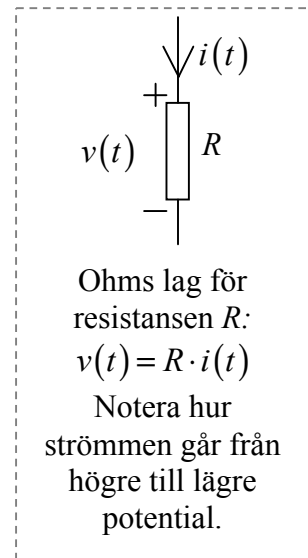 i(t)
+
v(t) R
−
Ohms lag för
resistansen R:
v(t) = R · i(t)
Notera hur
strömmen går från
högre till lägre
potential.